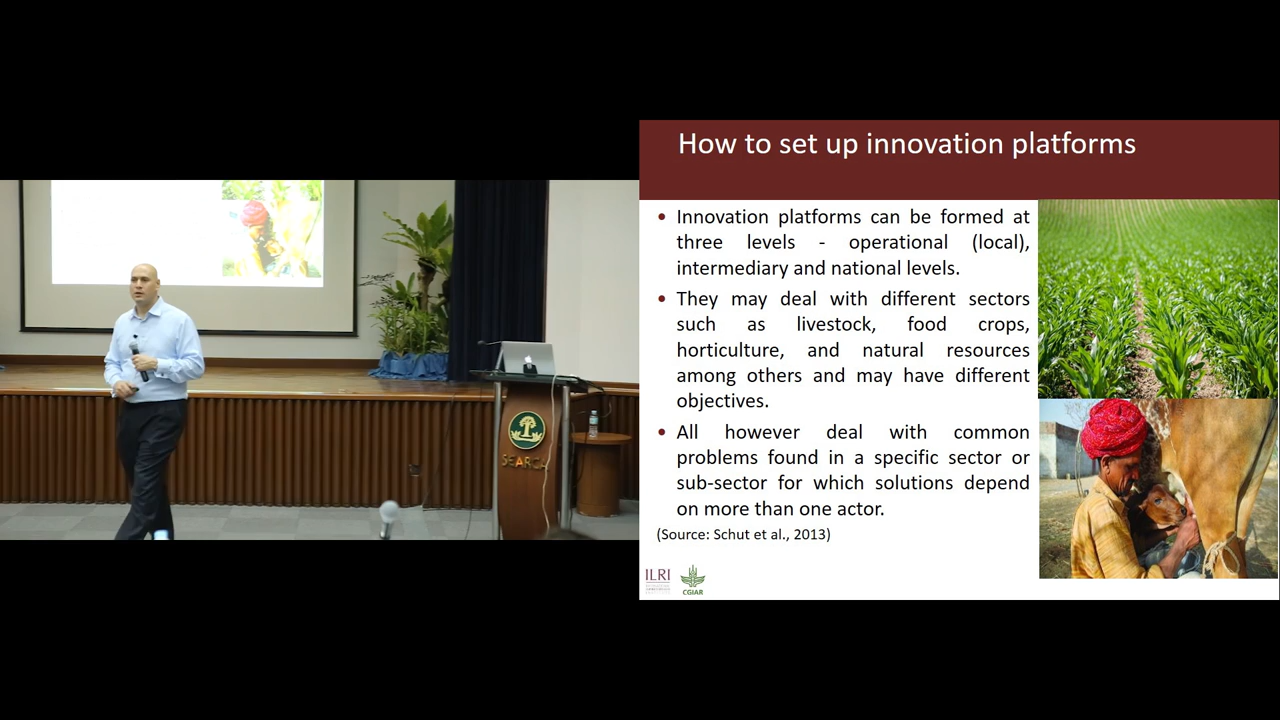 How to set up innovation platforms
• Innovation platforms can be formed at
three levels - operational (local),
intermediary and national levels.
• They may deal with different sectors
such as livestock, food crops,
horticulture, and natural resources
among others and may have different
objectives.
• All however deal with common
problems found in a specific sector or
sub-sector for which solutions depend
on more than one actor.
(Source: Schut et al., 2013)
ILRI
CGIAR
SEARCA